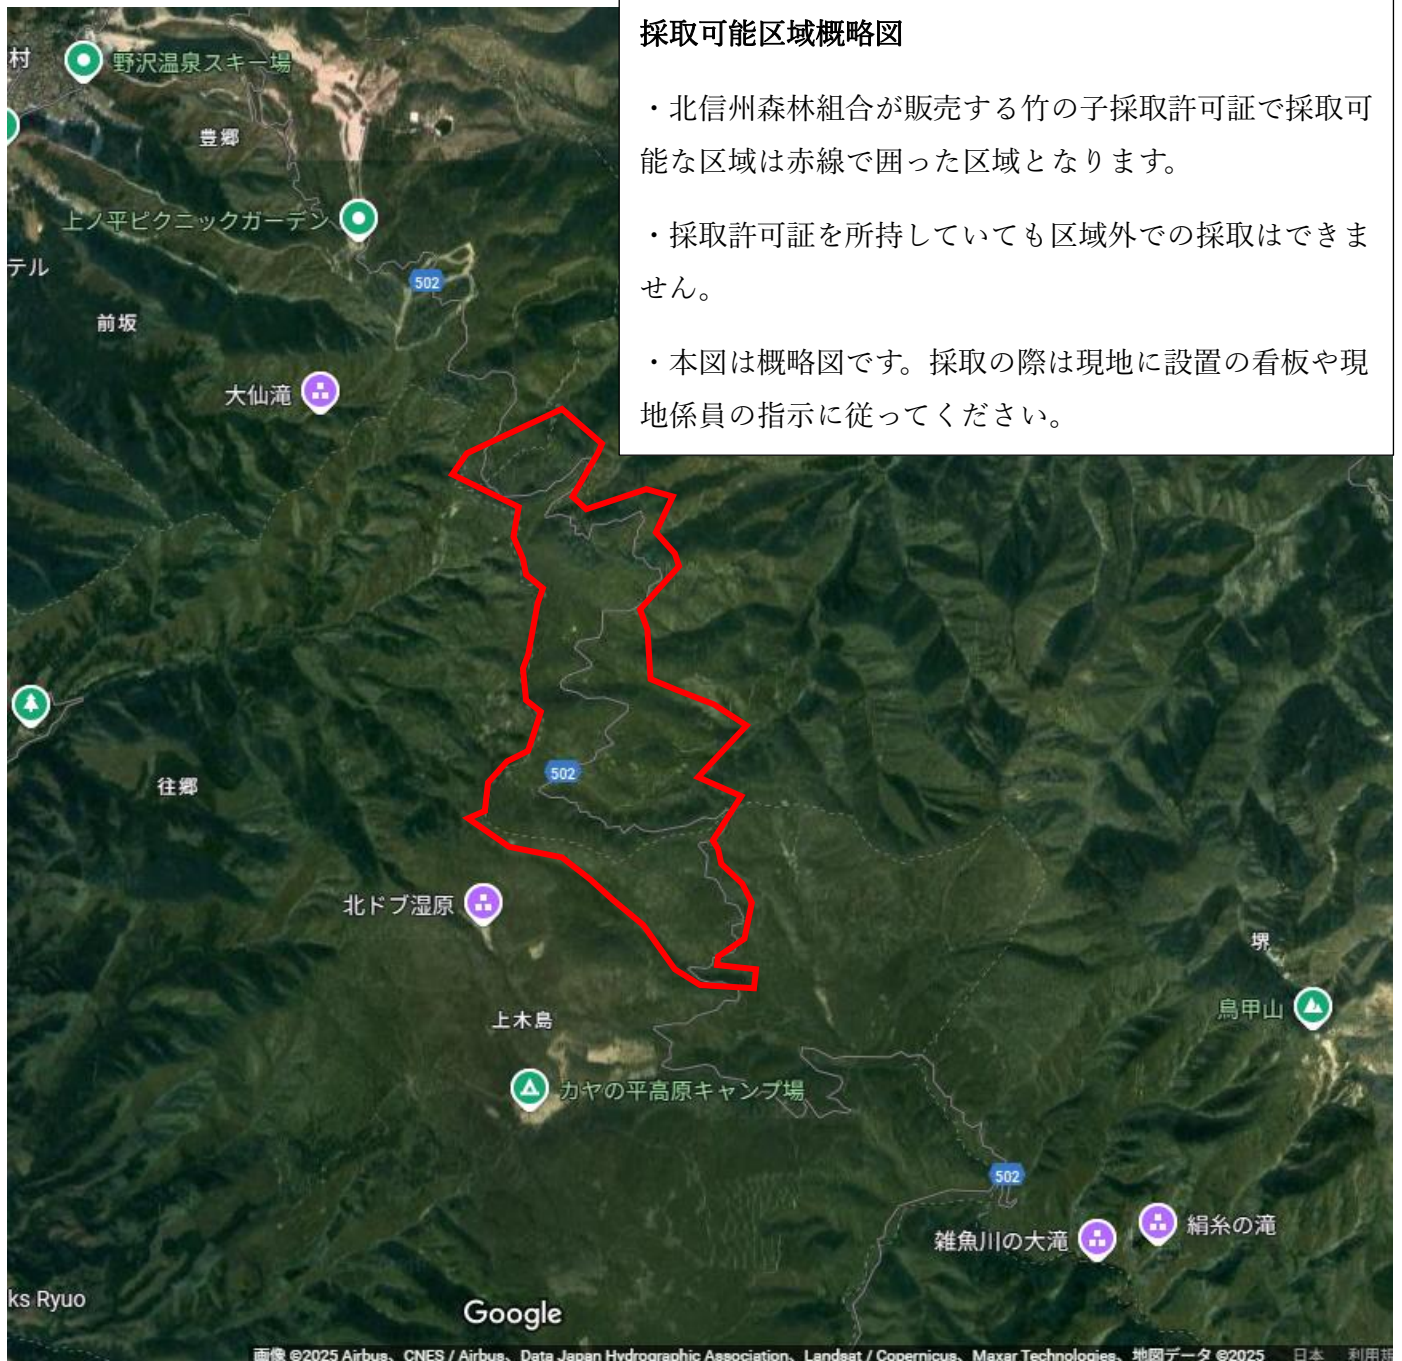 採取可能区域概略図
・北信州森林組合が販売する竹の子採取許可証で採取可
能な区域は赤線で囲った区域となります。
・採取許可証を所持していても区域外での採取はできま
せん。
・本図は概略図です。採取の際は現地に設置の看板や現
地係員の指示に従ってください。
村
野沢温泉スキー場
豊郷
上ノ平ピクニックガーデン
テル
502
前坂
大仙滝
往郷
502
北ドブ湿原
堺
鳥甲山
上木島
カヤの平高原キャンプ場
502
雑魚川の大滝
絹糸の滝
ks Ryuo
Google
画像 ©2025 Airbus、CNES / Airbus、Data Japan Hydrographic Association、Landsat / Copernicus、Maxar Technologies、地図データ ©2025 日本 利用規